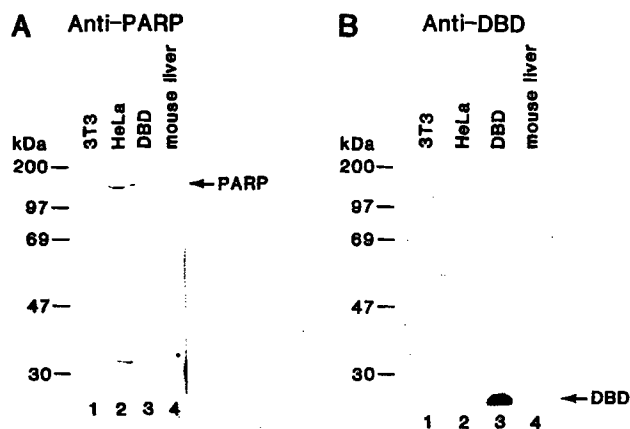 A Anti-PARP
kDa
3T3
HeLa
DBD
mouse liver
200
97
69
47
30
PARP
1 2 3 4
B Anti-DBD
kDa
3T3
HeLa
DBD
mouse liver
200
97
69
47
30
DBD
1 2 3 4